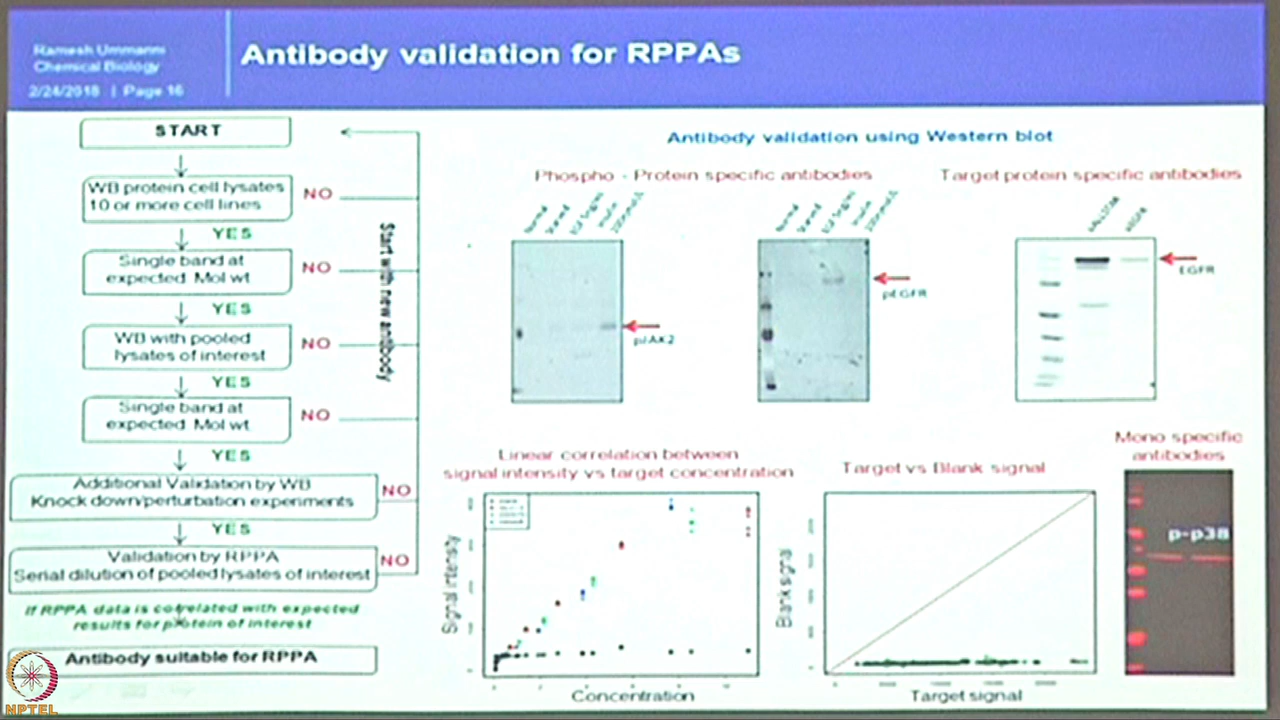 Ramesh Ummanni
Chemical Biology
2/24/2018 | Page 16
Antibody validation for RPPAs
START
WB protein cell lysates
10 or more cell lines
NO
YES
Single band at
expected Mol wt
NO
YES
WB with pooled
lysates of interest
NO
YES
Single band at
expected Mol wt
NO
YES
Additional Validation by WB
Knock down/perturbation experiments
NO
YES
Validation by RPPA
Serial dilution of pooled lysates of interest
NO
If RPPA data is correlated with expected
results for protein of interest
Antibody suitable for RPPA
Start with new antibody
Antibody validation using Western blot
Phospho - Protein specific antibodies
Target protein specific antibodies
Normal
Starved
Insulin
pJAK2
Normal
Starved
Insulin
pEGFR
EGFR
Linear correlation between
signal intensity vs target concentration
Signal intensity
Concentration
Target vs Blank signal
Blank signal
Target signal
Mono specific
antibodies
p-p38
NPTEL